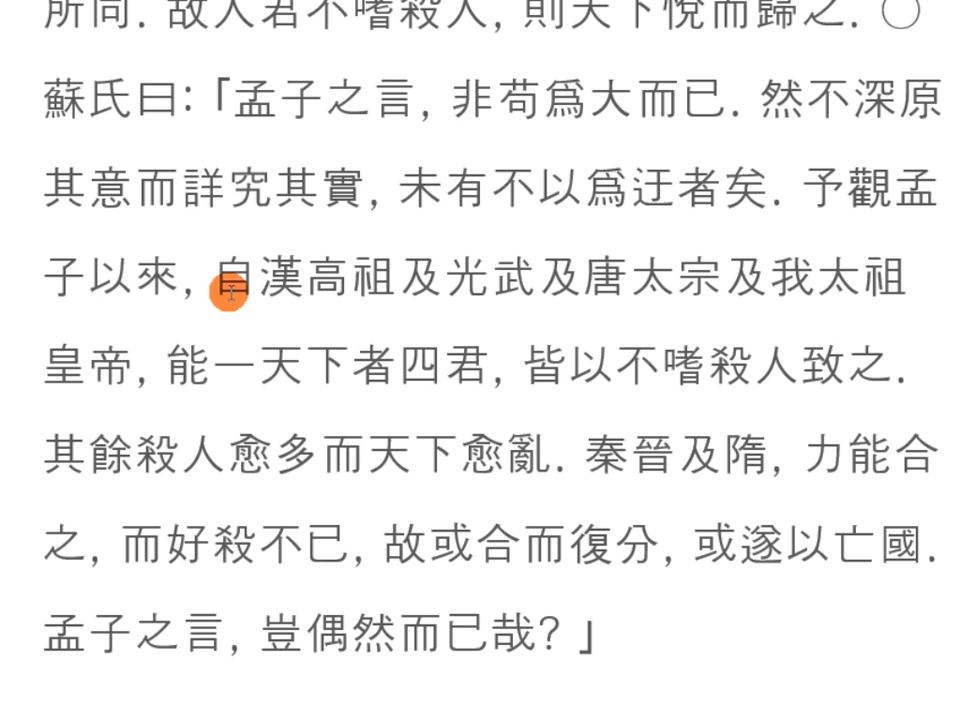 所同. 故人君不嗜殺人, 則天下悅而歸之. ○
蘇氏曰:「孟子之言, 非苟爲大而已. 然不深原
其意而詳究其實, 未有不以爲迂者矣. 予觀孟
子以來, 自漢高祖及光武及唐太宗及我太祖
皇帝, 能一天下者四君, 皆以不嗜殺人致之.
其餘殺人愈多而天下愈亂. 秦晉及隋, 力能合
之, 而好殺不已, 故或合而復分, 或遂以亡國.
孟子之言, 豈偶然而已哉? 」